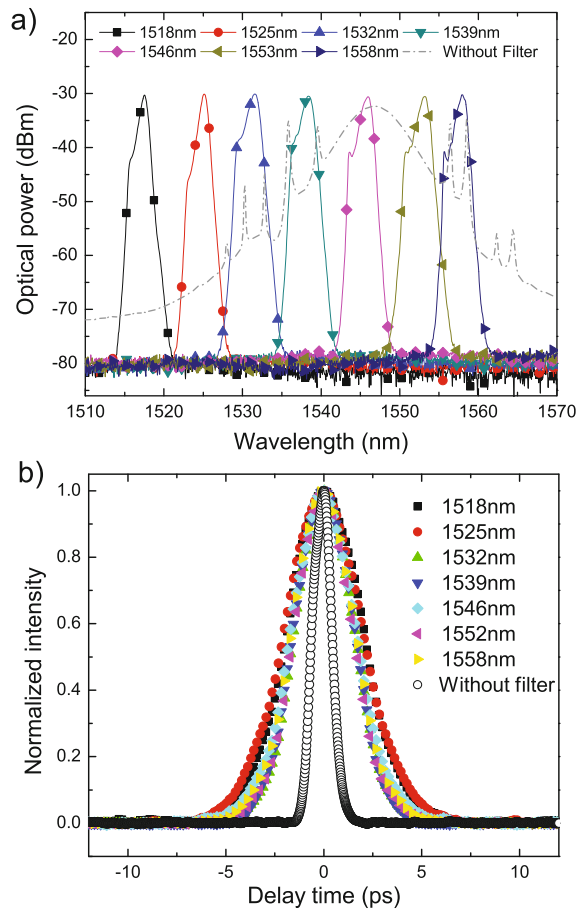 a)
1518nm 1525nm 1532nm 1539nm
1546nm 1553nm 1558nm Without Filter
-20
-30
-40
-50
-60
-70
-80
Optical power (dBm)
1510 1520 1530 1540 1550 1560 1570
Wavelength (nm)
b)
1.0
0.8
0.6
0.4
0.2
0.0
Normalized intensity
1518nm
1525nm
1532nm
1539nm
1546nm
1552nm
1558nm
Without filter
-10 -5 0 5 10
Delay time (ps)